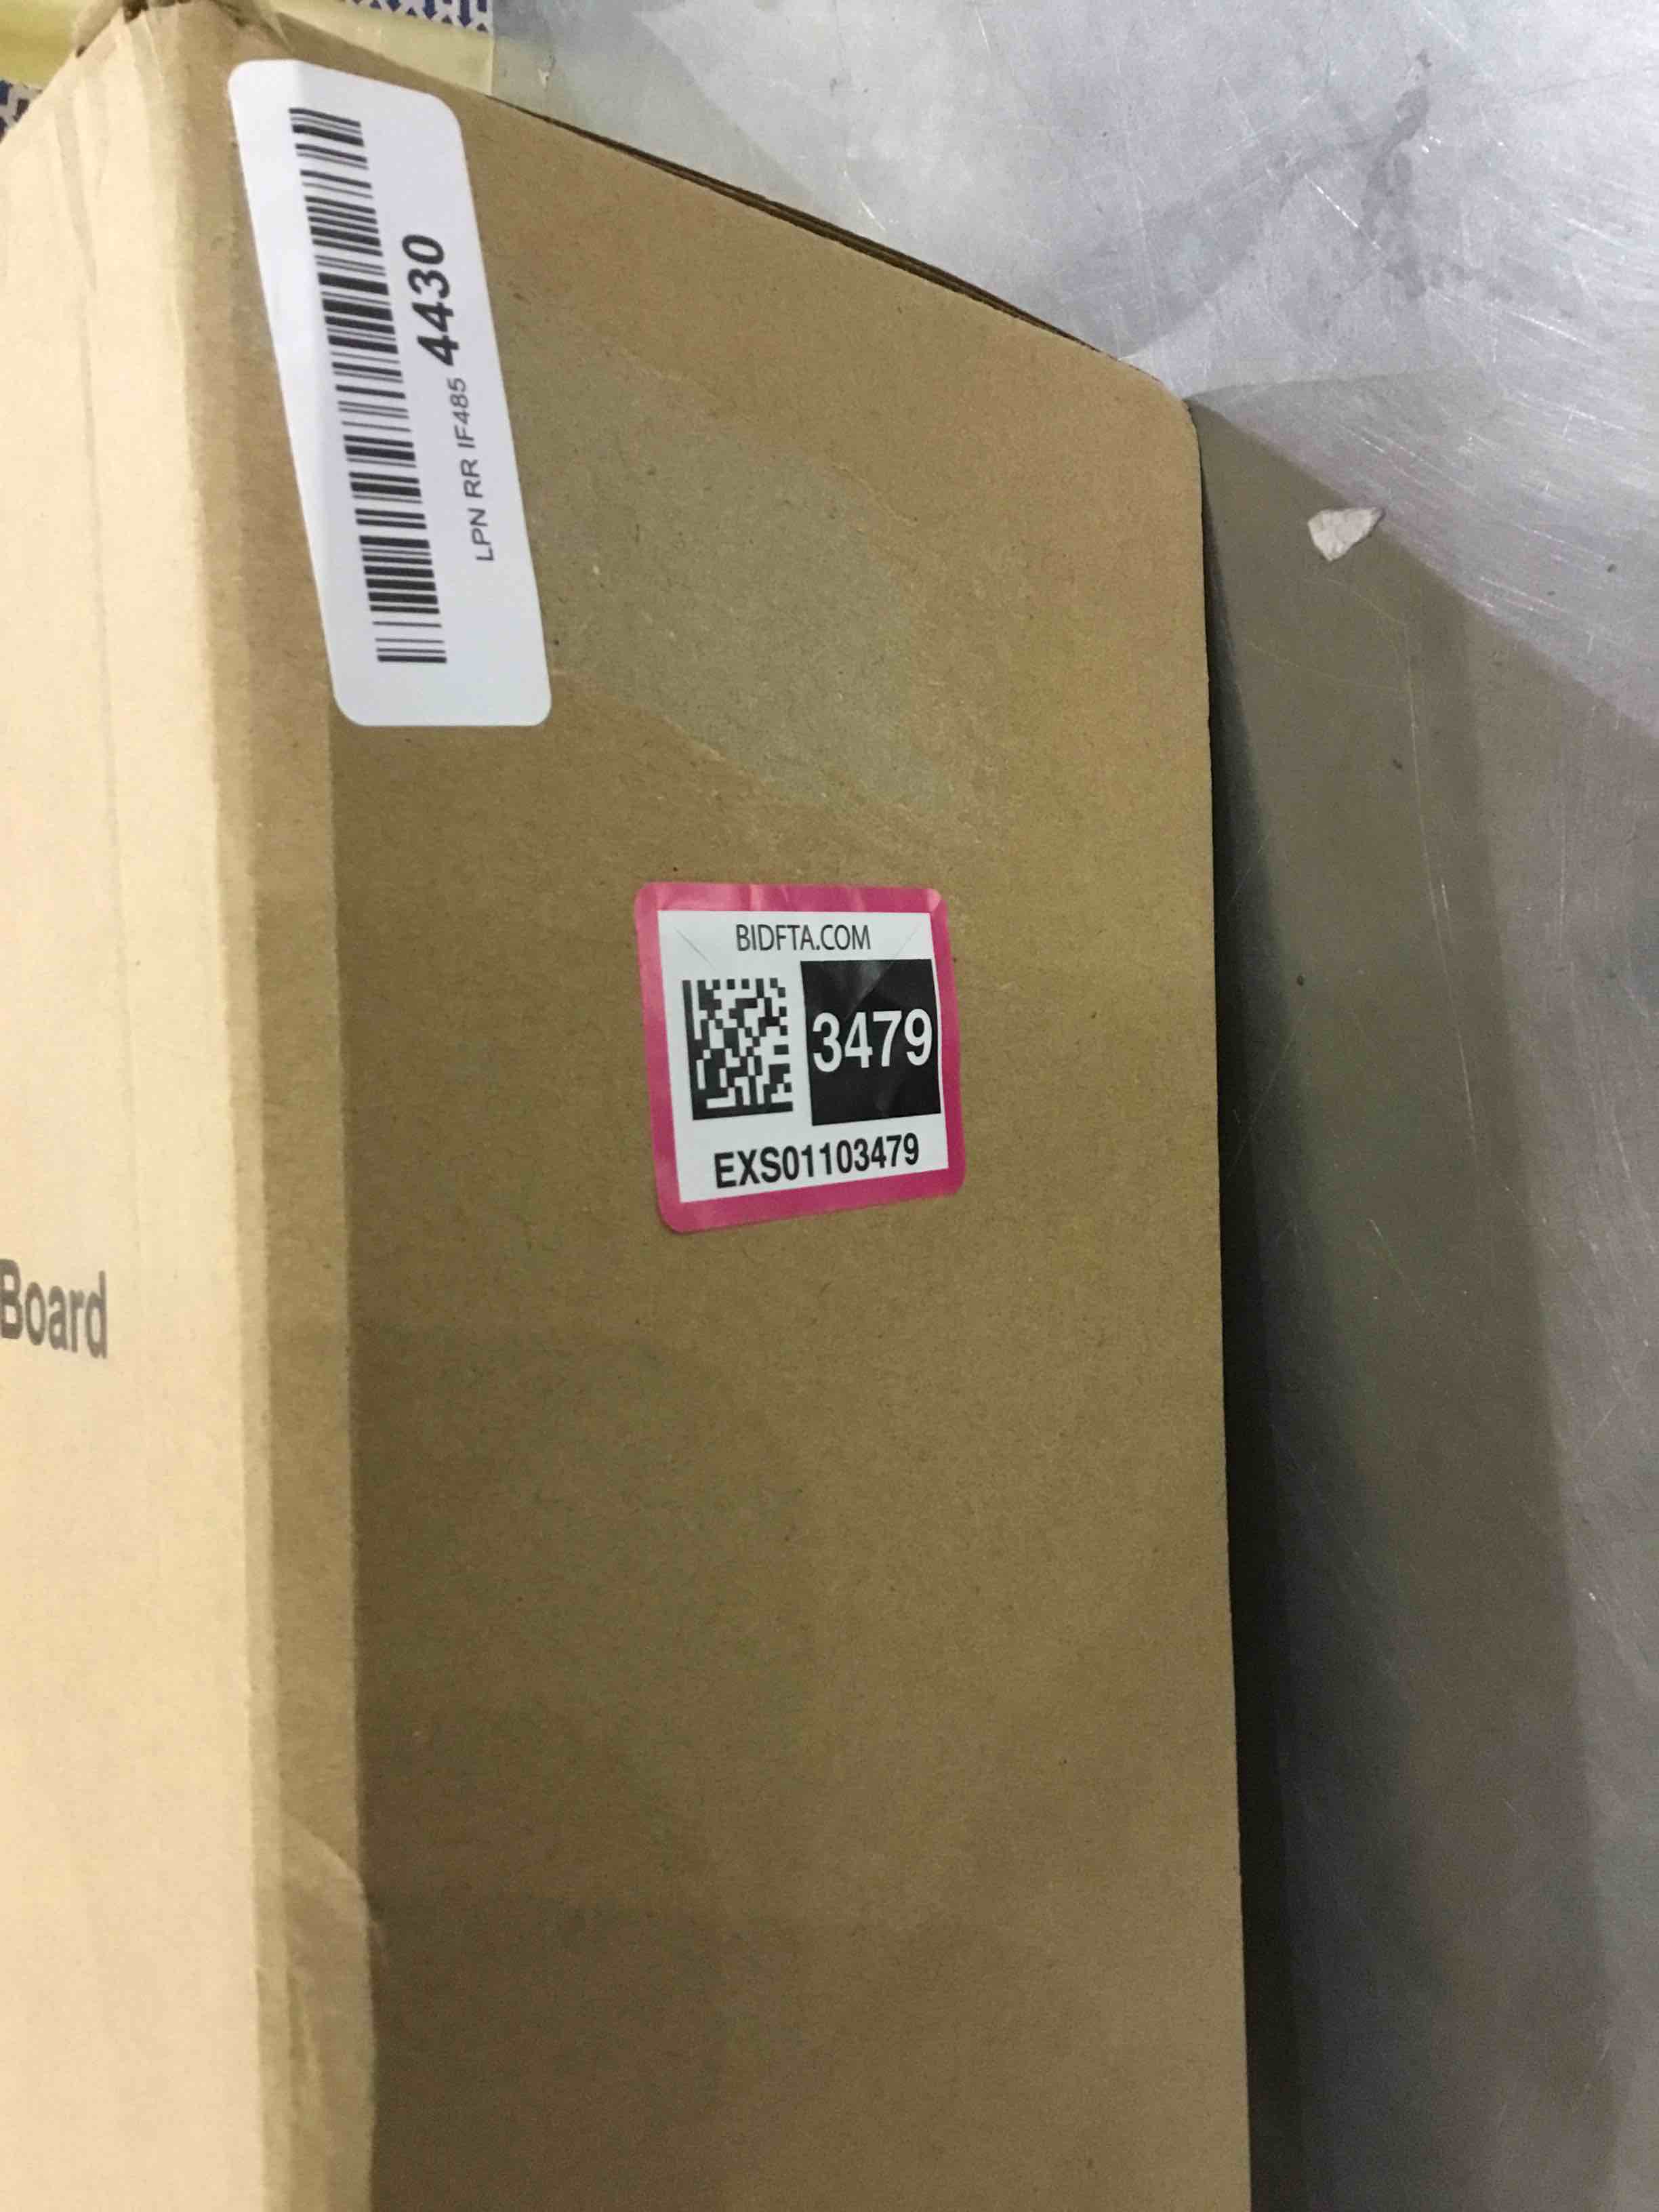 LPN RR IF485 4430
BIDFTA.COM
3479
EXS01103479
Board